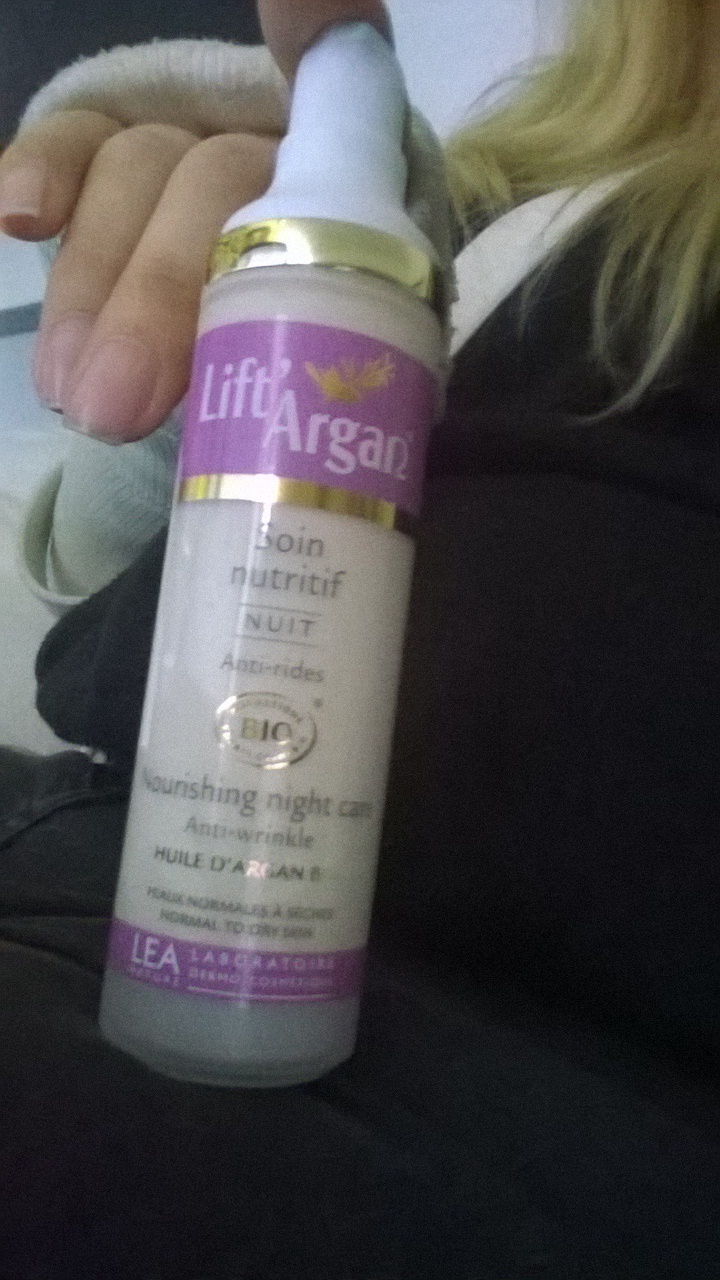 Lift'
Argan
Soin
nutritif
NUIT
Anti-rides
BIO
Nourishing night care
Anti-wrinkle
HUILE D'ARGAN B
PEAUX NORMALES À SÈCHES
NORMAL TO DRY SKIN
LEA LABORATOIRE
NATURE DERMO-COSMÉTIQUE